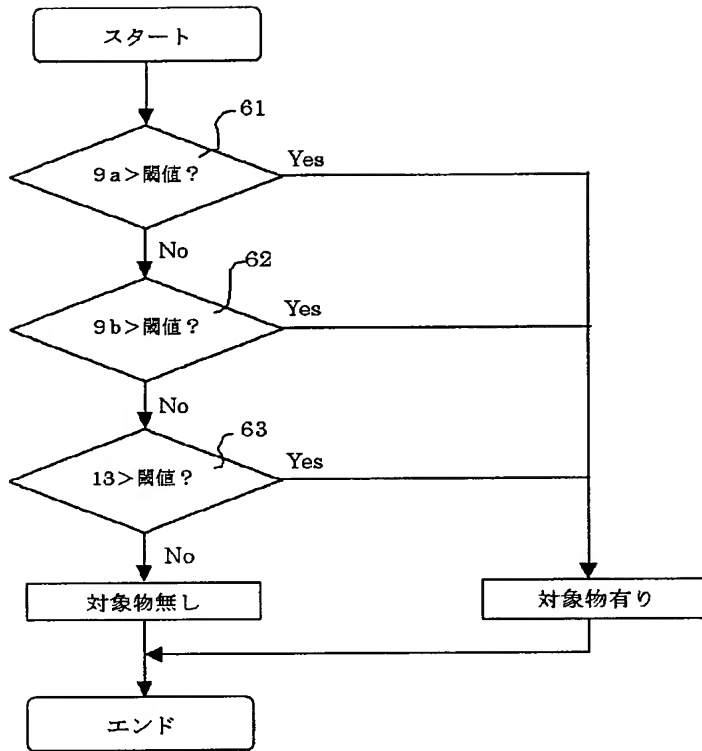 スタート
61
9a>閾値?
Yes
No
62
9b>閾値?
Yes
No
63
13>閾値?
Yes
No
対象物無し
対象物有り
エンド